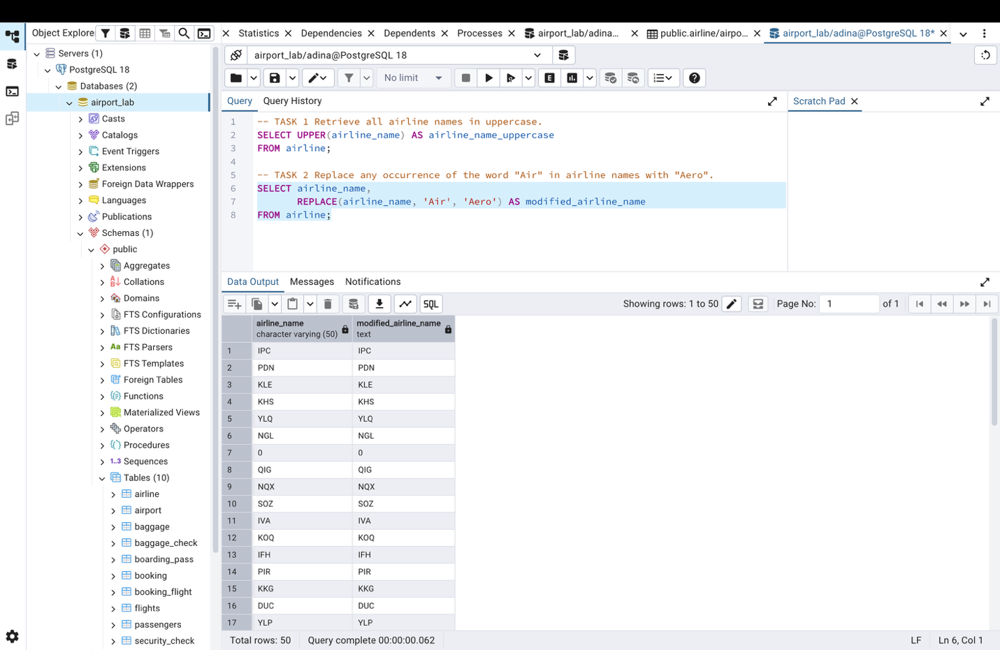 Object Explore
Statistics
Dependencies
Dependents
Processes
airport_lab/adina...
public.airline/airpo...
airport_lab/adina@PostgreSQL 18*
Servers (1)
PostgreSQL 18
Databases (2)
airport_lab
Casts
Catalogs
Event Triggers
Extensions
Foreign Data Wrappers
Languages
Publications
Schemas (1)
public
Aggregates
Collations
Domains
FTS Configurations
FTS Dictionaries
Aa FTS Parsers
FTS Templates
Foreign Tables
Functions
Materialized Views
Operators
Procedures
1..3 Sequences
Tables (10)
airline
airport
baggage
baggage_check
boarding_pass
booking
booking_flight
flights
passengers
security_check
airport_lab/adina@PostgreSQL 18
No limit
E
Query
Query History
Scratch Pad
1 -- TASK 1 Retrieve all airline names in uppercase.
2 SELECT UPPER(airline_name) AS airline_name_uppercase
3 FROM airline;
4
5 -- TASK 2 Replace any occurrence of the word "Air" in airline names with "Aero".
6 SELECT airline_name,
7 REPLACE(airline_name, 'Air', 'Aero') AS modified_airline_name
8 FROM airline;
Data Output
Messages
Notifications
SQL
Showing rows: 1 to 50
Page No: 1 of 1
airline_name modified_airline_name
character varying (50) text
1 IPC IPC
2 PDN PDN
3 KLE KLE
4 KHS KHS
5 YLQ YLQ
6 NGL NGL
7 0 0
8 QIG QIG
9 NQX NQX
10 SOZ SOZ
11 IVA IVA
12 KOQ KOQ
13 IFH IFH
14 PIR PIR
15 KKG KKG
16 DUC DUC
17 YLP YLP
Total rows: 50
Query complete 00:00:00.062
LF
Ln 6, Col 1